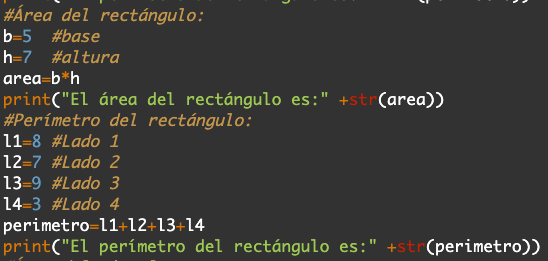 #Área del rectángulo:
b=5  #base
h=7  #altura
area=b*h
print("El área del rectángulo es:" +str(area))
#Perímetro del rectángulo:
l1=8 #Lado 1
l2=7 #Lado 2
l3=9 #Lado 3
l4=3 #Lado 4
perimetro=l1+l2+l3+l4
print("El perímetro del rectángulo es:" +str(perimetro))